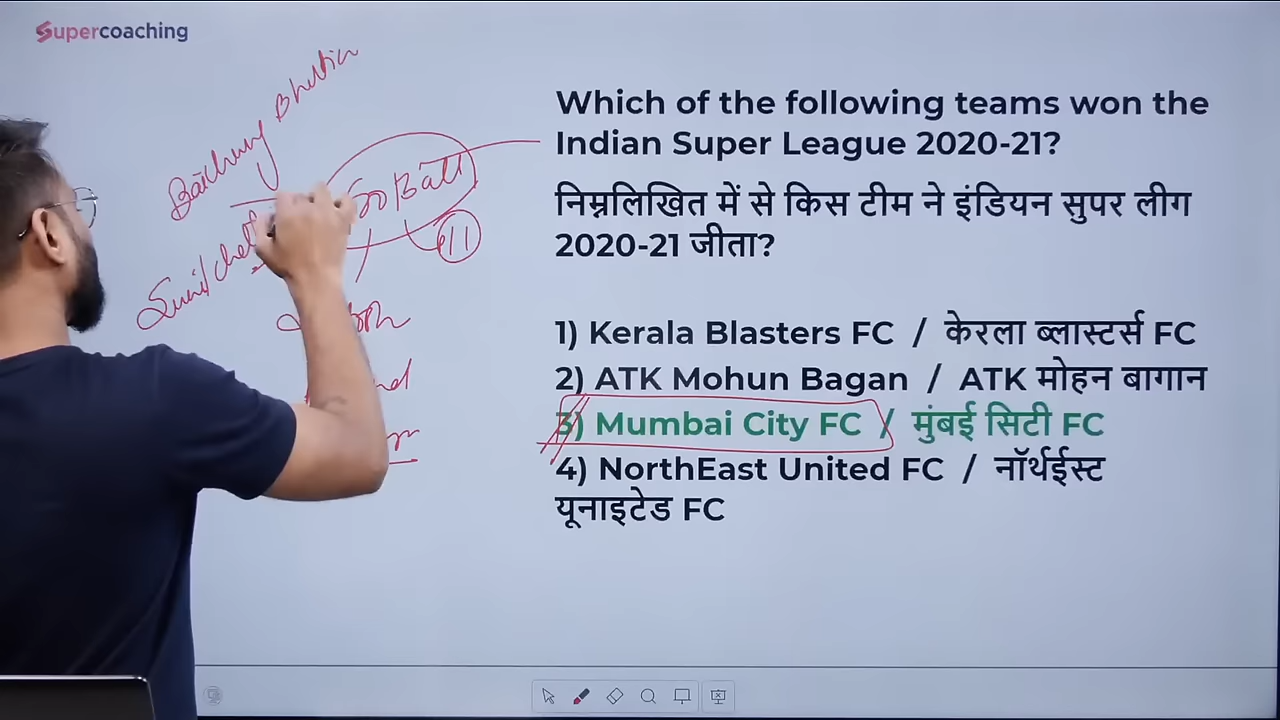 Supercoaching
Which of the following teams won the
Indian Super League 2020-21?
निम्नलिखित में से किस टीम ने इंडियन सुपर लीग
2020-21 जीता?
1) Kerala Blasters FC / केरला ब्लास्टर्स FC
2) ATK Mohun Bagan / ATK मोहन बागान
3) Mumbai City FC / मुंबई सिटी FC
4) NorthEast United FC / नॉर्थईस्ट
यूनाइटेड FC
Baichung Bhutia
Sunil
11